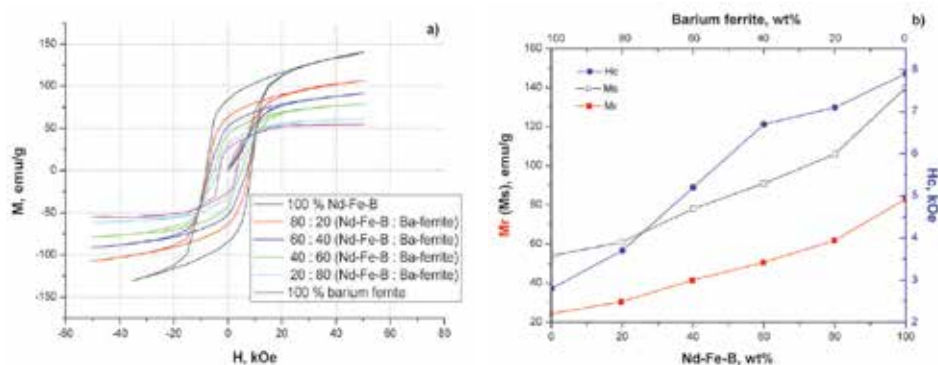 a)
M, emu/g
150
100
50
0
-50
-100
-150
-60
-40
-20
0
20
40
60
80
H, kOe
100 % Nd-Fe-B
80 : 20 (Nd-Fe-B : Ba-ferrite)
60 : 40 (Nd-Fe-B : Ba-ferrite)
40 : 60 (Nd-Fe-B : Ba-ferrite)
20 : 80 (Nd-Fe-B : Ba-ferrite)
100 % barium ferrite
Barium ferrite, wt%
b)
100
80
60
40
20
0
Mr (Ms), emu/g
160
140
120
100
80
60
40
20
Hc
Ms
Mr
8
7
6
5
4
3
2
Hc, kOe
0
20
40
60
80
100
Nd-Fe-B, wt%